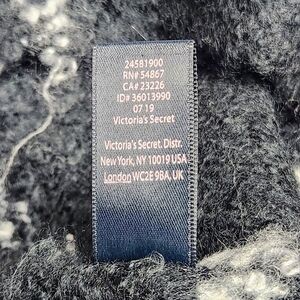 24581900
RN# 54867
CA# 23226
ID# 36013990
07 19
Victoria's Secret
Victoria's Secret. Distr.
New York, NY 10019 USA
London WC2E 9BA, UK